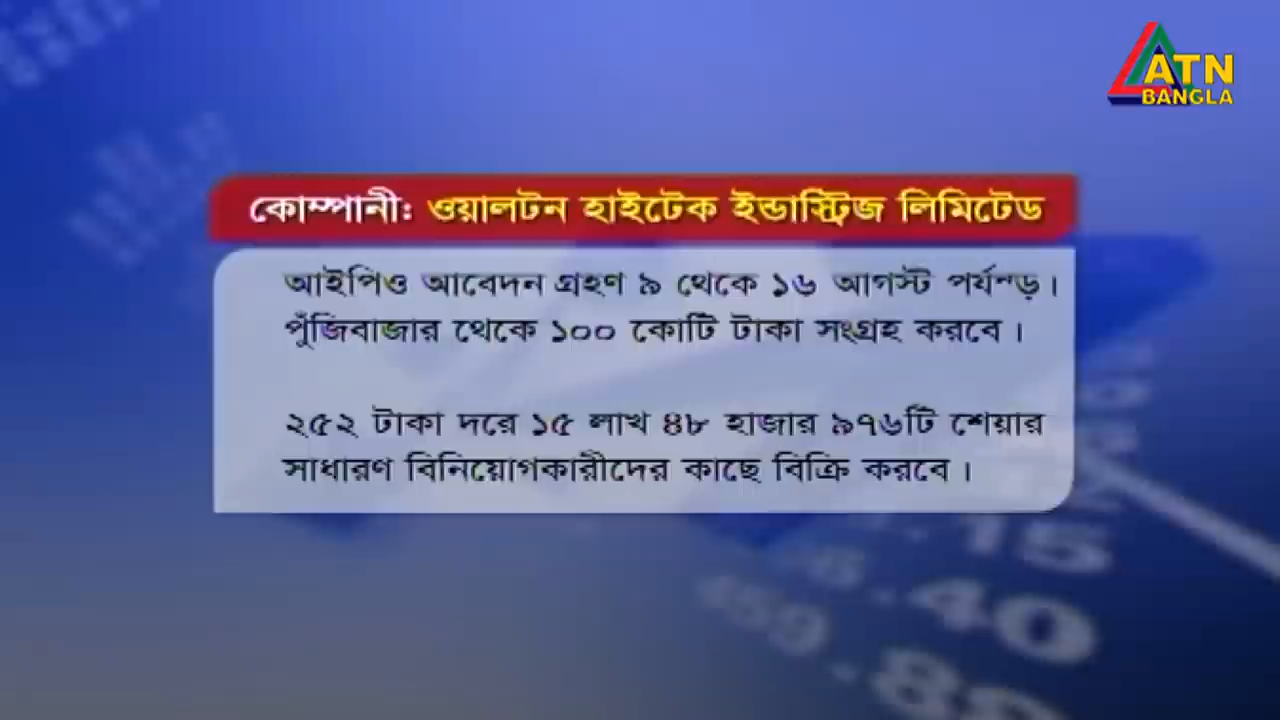 ATN
BANGLA
কোম্পানী: ওয়ালটন হাইটেক ইন্ডাস্ট্রিজ লিমিটেড
আইপিও আবেদন গ্রহণ ৯ থেকে ১৬ আগস্ট পর্যন্ড়।
পুঁজিবাজার থেকে ১০০ কোটি টাকা সংগ্রহ করবে।
২৫২ টাকা দরে ১৫ লাখ ৪৮ হাজার ৯৭৬টি শেয়ার
সাধারণ বিনিয়োগকারীদের কাছে বিক্রি করবে।